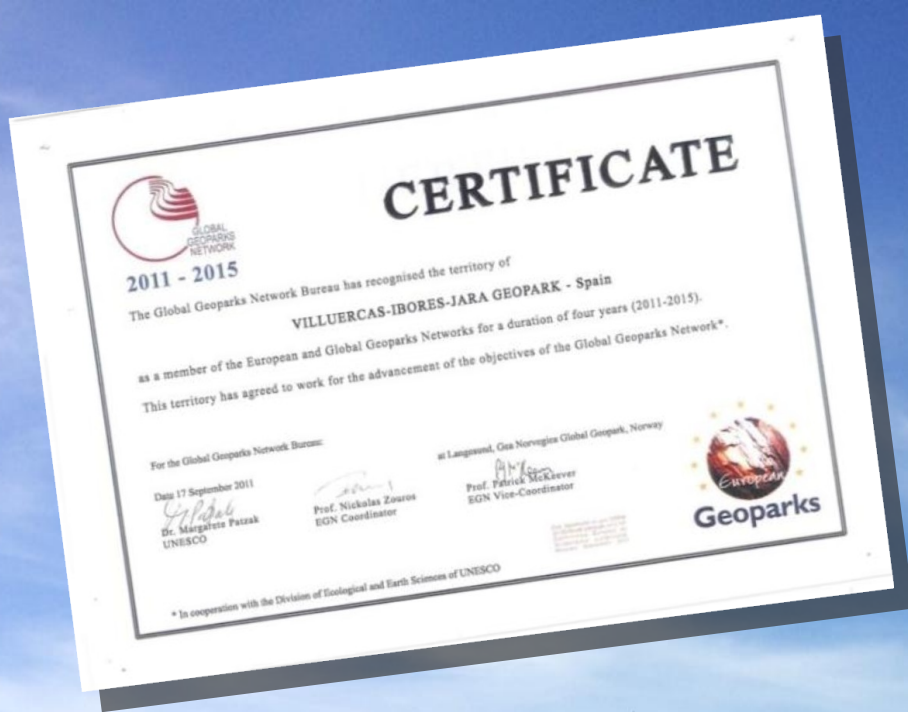 CERTIFICATE
GLOBAL
GEOPARKS
NETWORK
2011 - 2015
The Global Geoparks Network Bureau has recognised the territory of
VILLUERCAS-IBORES-JARA GEOPARK - Spain
as a member of the European and Global Geoparks Networks for a duration of four years (2011-2015).
This territory has agreed to work for the advancement of the objectives of the Global Geoparks Network*.
For the Global Geoparks Network Bureau:
at Langesund, Gea Norvegica Global Geopark, Norway
Date 17 September 2011
Dr. Margarete Patzak
UNESCO
Prof. Nickolas Zouros
EGN Coordinator
Prof. Patrick McKeever
EGN Vice-Coordinator
European
Geoparks
* In cooperation with the Division of Ecological and Earth Sciences of UNESCO